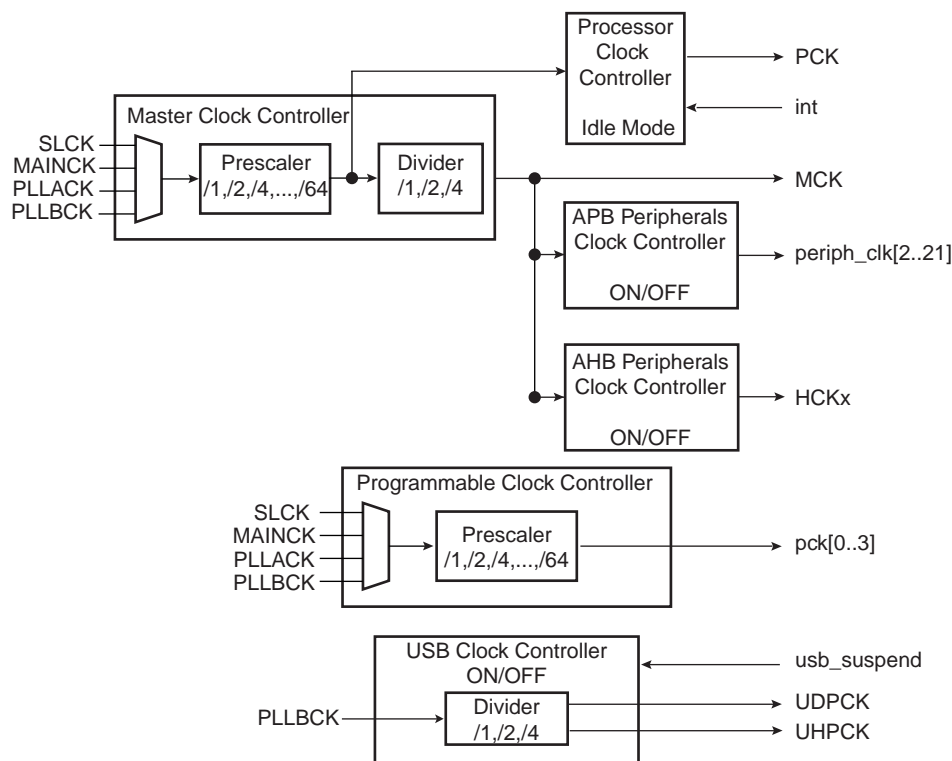 Processor
Clock
Controller
Idle Mode
PCK
int
Master Clock Controller
SLCK
MAINCK
PLLACK
PLLBCK
Prescaler
/1,/2,/4,...,/64
Divider
/1,/2,/4
MCK
APB Peripherals
Clock Controller
ON/OFF
periph_clk[2..21]
AHB Peripherals
Clock Controller
ON/OFF
HCKx
Programmable Clock Controller
SLCK
MAINCK
PLLACK
PLLBCK
Prescaler
/1,/2,/4,...,/64
pck[0..3]
USB Clock Controller
ON/OFF
usb_suspend
PLLBCK
Divider
/1,/2,/4
UDPCK
UHPCK